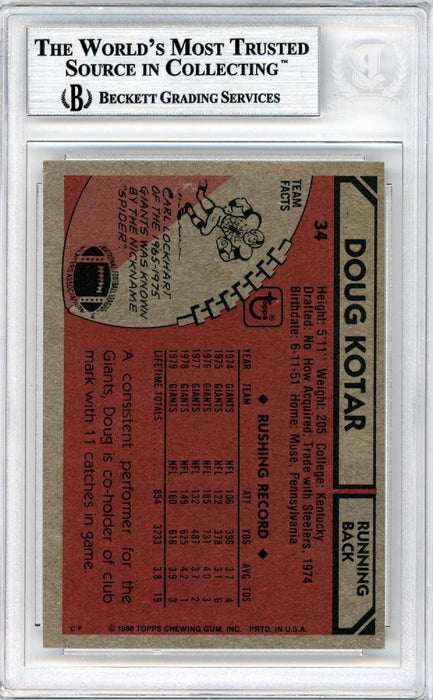 THE WORLD'S MOST TRUSTED
SOURCE IN COLLECTING™
B BECKETT GRADING SERVICES
34
DOUG KOTAR
RUNNING
BACK
Height: 5'11" Weight: 205 College: Kentucky
Drafted: No How Acquired: Trade with Steelers, 1974
Birthdate: 6-11-51 Home: Muse, Pennsylvania
TEAM
FACTS
CARL LOCKHART
OF THE 1965-1975
GIANTS WAS KNOWN
BY THE NICKNAME
"SPIDER".
topps®
◆ RUSHING RECORD ◆
YEAR TEAM ATT YDS AVG TDS
1974 GIANTS NFL 106 396 3.7 4
1975 GIANTS NFL 122 378 3.1 6
1976 GIANTS NFL 185 731 4.0 3
1977 GIANTS NFL 132 487 3.7 2
1978 GIANTS NFL 149 625 4.2 1
1979 GIANTS NFL 160 616 3.9 3
LIFETIME TOTALS 854 3233 3.8 19
A consistent performer for the
Giants, Doug is co-holder of club
mark with 11 catches in game.
C* © 1980 TOPPS CHEWING GUM, INC. PRTD. IN U.S.A.